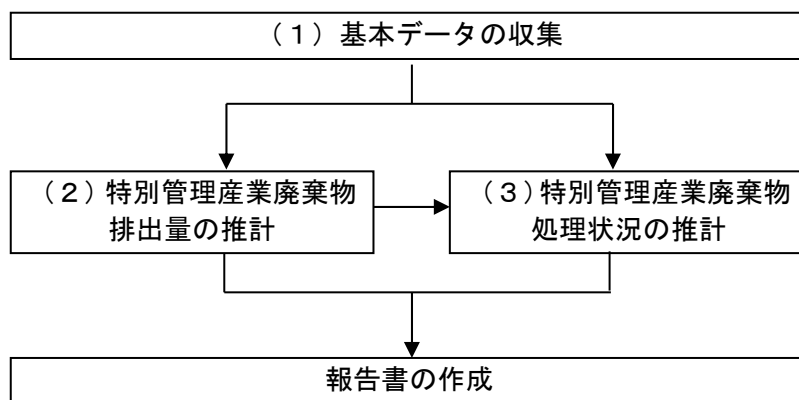 (1)基本データの収集
(2)特別管理産業廃棄物
排出量の推計
(3)特別管理産業廃棄物
処理状況の推計
報告書の作成